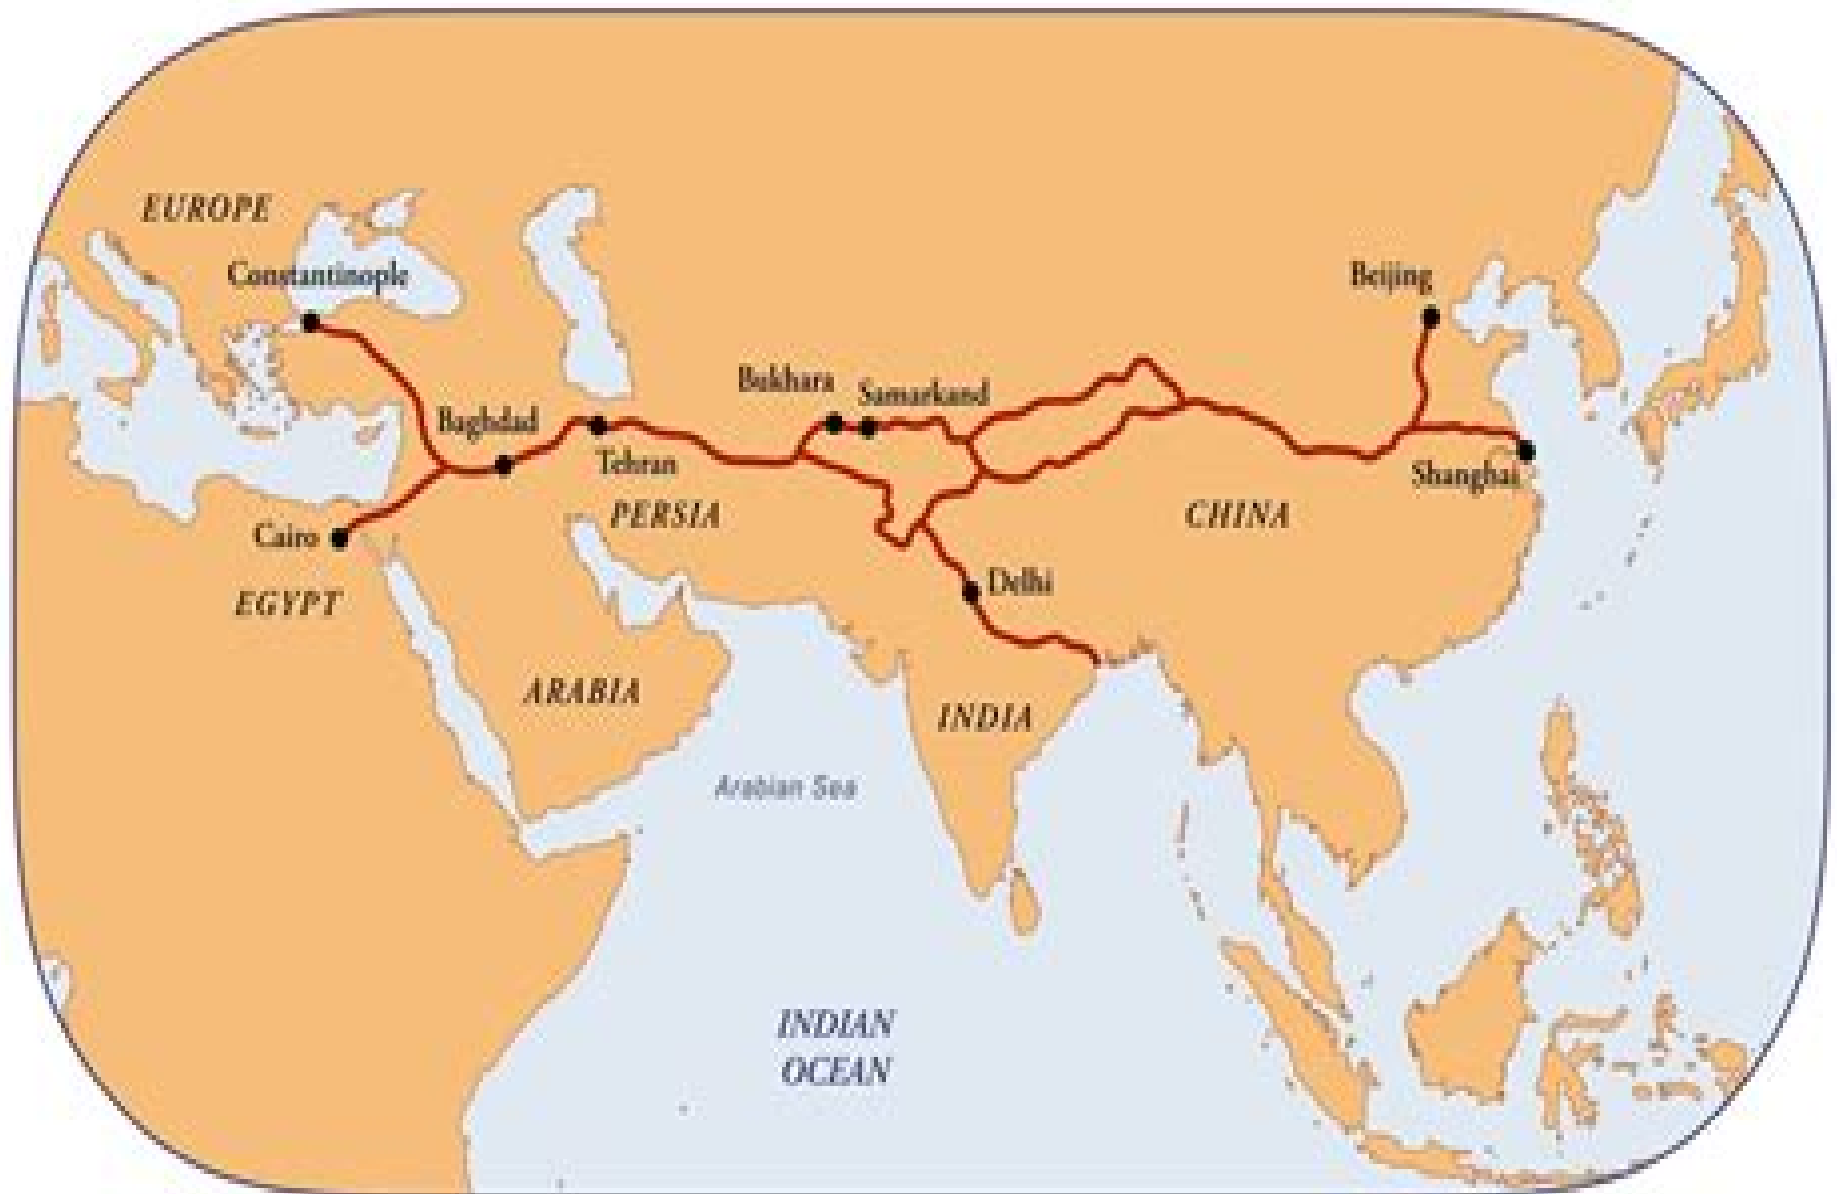 EUROPE
Constantinople
Beijing
Bukhara
Samarkand
Baghdad
Tehran
Shanghai
PERSIA
CHINA
Cairo
Delhi
EGYPT
ARABIA
INDIA
Arabian Sea
INDIAN
OCEAN